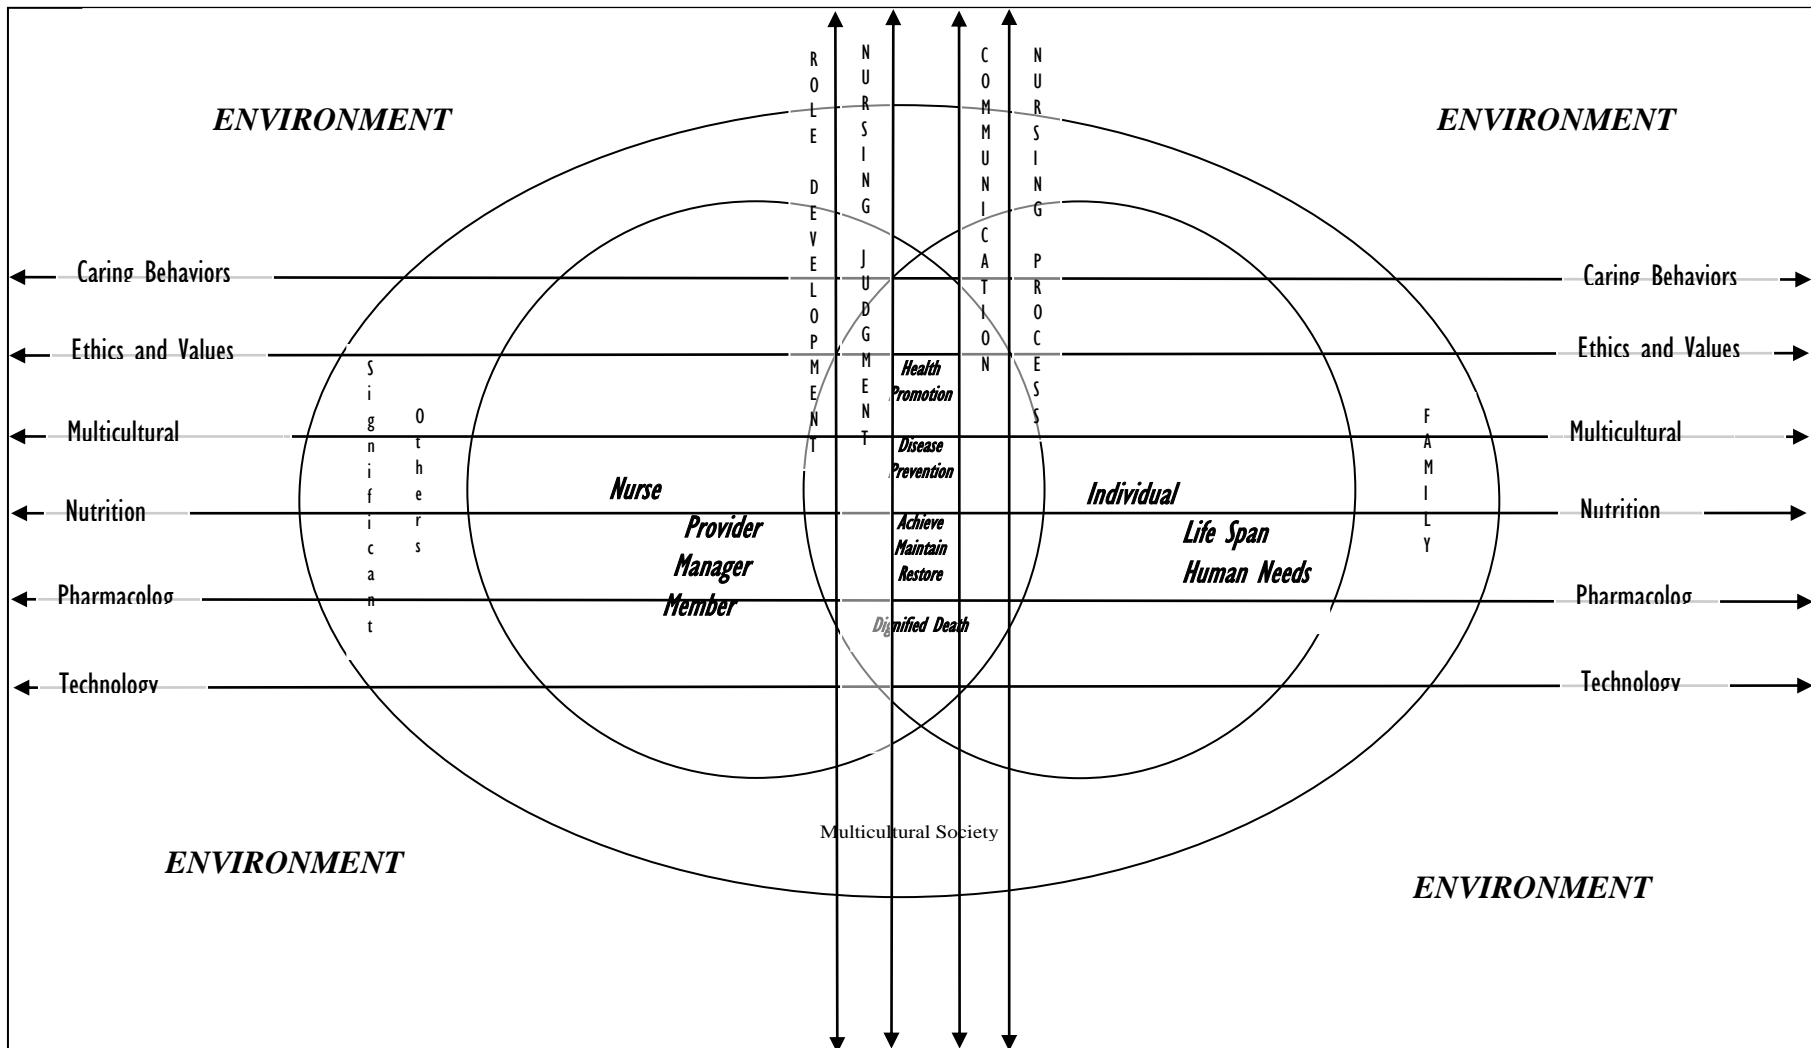 ROLE DEVELOPMENT
NURSING JUDGMENT
COMMUNICATION
NURSING PROCESS
ENVIRONMENT
ENVIRONMENT
Caring Behaviors
Caring Behaviors
Ethics and Values
Ethics and Values
Significant
Others
Health
Promotion
FAMILY
Multicultural
Multicultural
Disease
Prevention
Nurse
Individual
Nutrition
Nutrition
Provider
Manager
Member
Achieve
Maintain
Restore
Life Span
Human Needs
Pharmacolog
Pharmacolog
Dignified Death
Technology
Technology
Multicultural Society
ENVIRONMENT
ENVIRONMENT